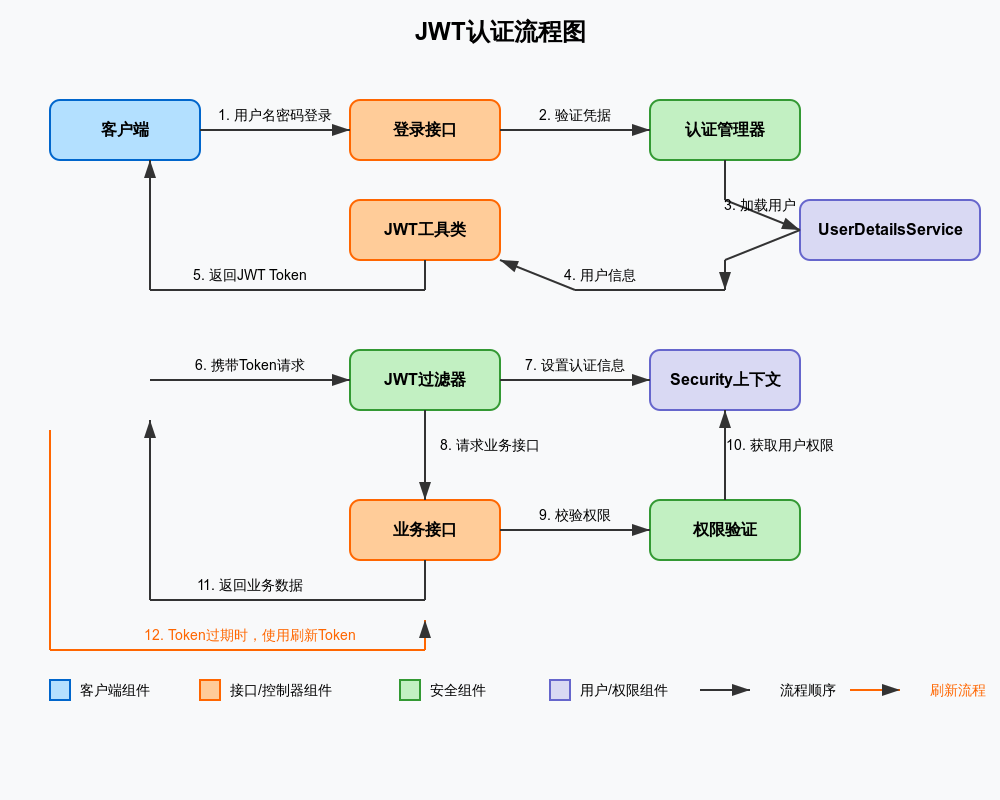 JWT认证流程图
客户端
1. 用户名密码登录
登录接口
2. 验证凭据
认证管理器
3. 加载用户
UserDetailsService
JWT工具类
4. 用户信息
5. 返回JWT Token
6. 携带Token请求
JWT过滤器
7. 设置认证信息
Security上下文
8. 请求业务接口
10. 获取用户权限
业务接口
9. 校验权限
权限验证
11. 返回业务数据
12. Token过期时，使用刷新Token
客户端组件
接口/控制器组件
安全组件
用户/权限组件
流程顺序
刷新流程